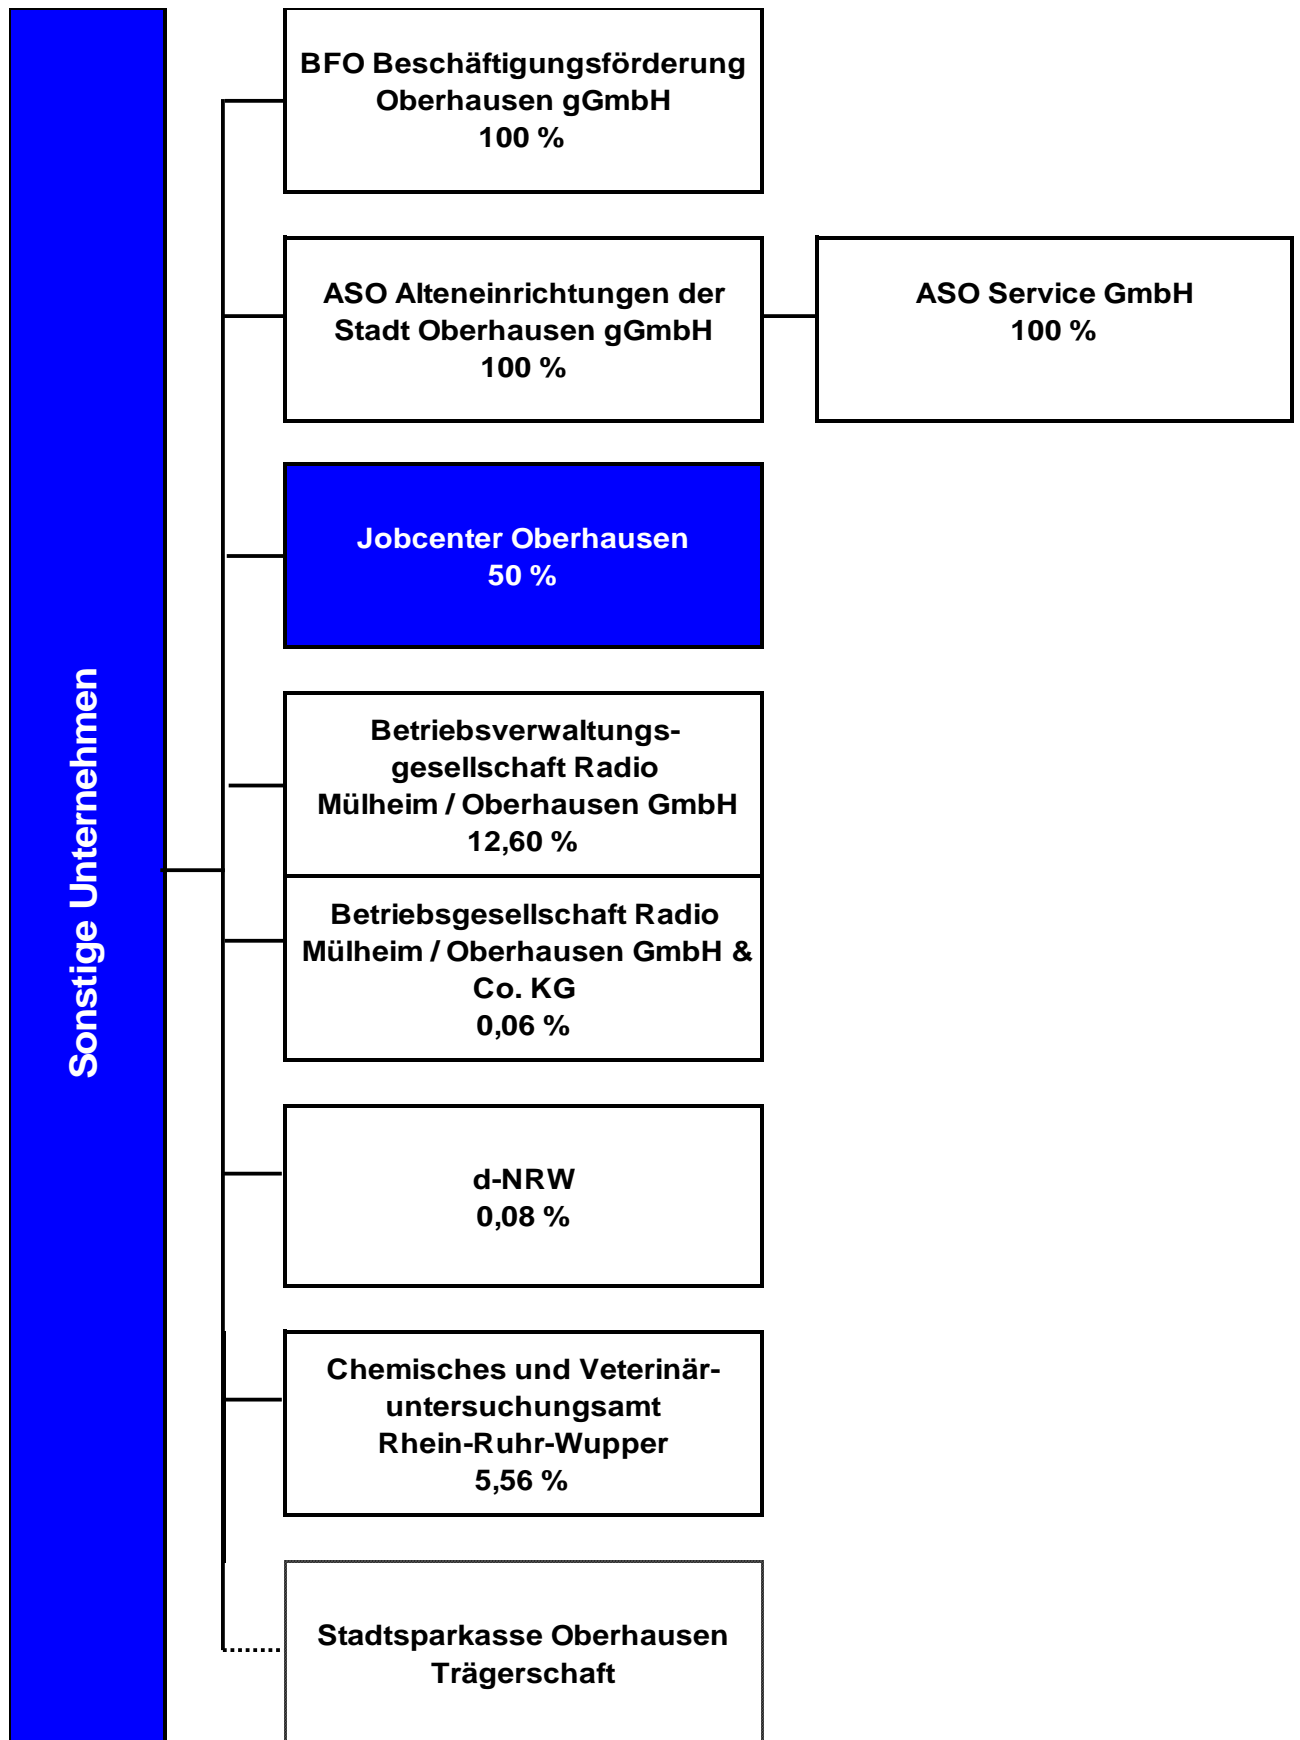 Sonstige Unternehmen
BFO Beschäftigungsförderung
Oberhausen gGmbH
100 %
ASO Alteneinrichtungen der
Stadt Oberhausen gGmbH
100 %
ASO Service GmbH
100 %
Jobcenter Oberhausen
50 %
Betriebsverwaltungs-
gesellschaft Radio
Mülheim / Oberhausen GmbH
12,60 %
Betriebsgesellschaft Radio
Mülheim / Oberhausen GmbH &
Co. KG
0,06 %
d-NRW
0,08 %
Chemisches und Veterinär-
untersuchungsamt
Rhein-Ruhr-Wupper
5,56 %
Stadtsparkasse Oberhausen
Trägerschaft